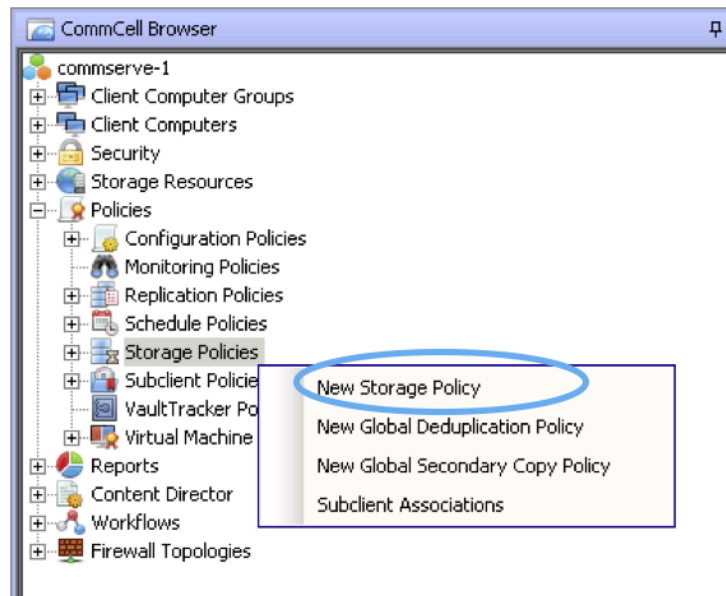 CommCell Browser
commserve-1
Client Computer Groups
Client Computers
Security
Storage Resources
Policies
Configuration Policies
Monitoring Policies
Replication Policies
Schedule Policies
Storage Policies
Subclient Policie
New Storage Policy
VaultTracker Po
New Global Deduplication Policy
Virtual Machine
New Global Secondary Copy Policy
Reports
Content Director
Subclient Associations
Workflows
Firewall Topologies